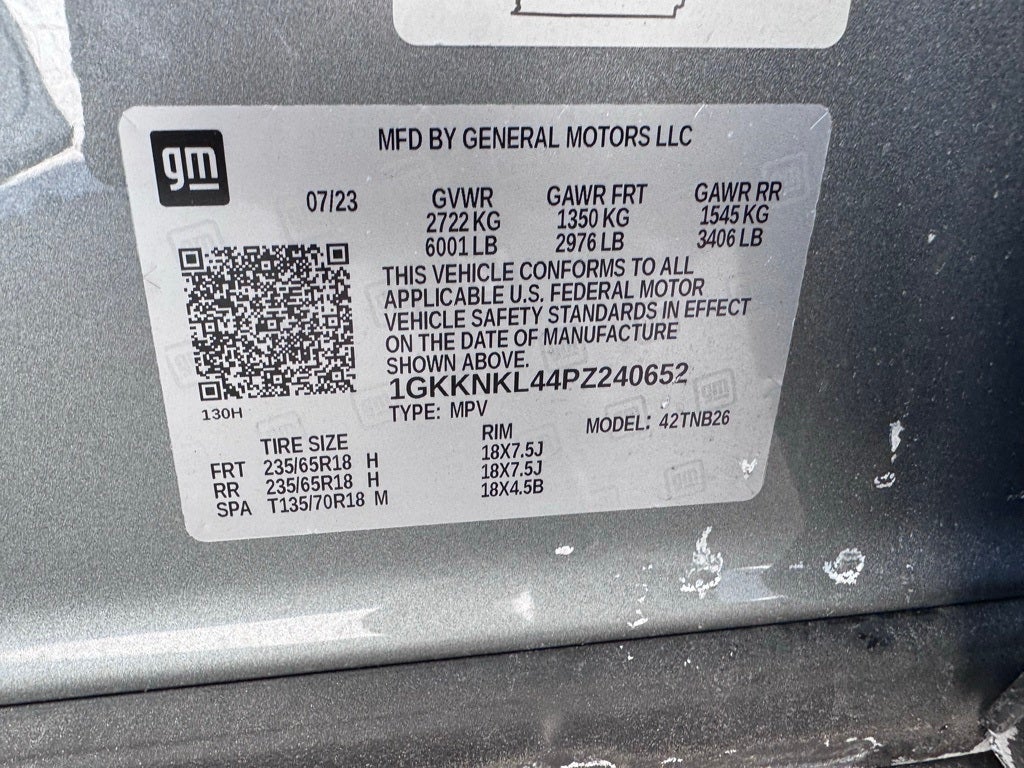 gm
MFD BY GENERAL MOTORS LLC
07/23 GVWR GAWR FRT GAWR RR
2722 KG 1350 KG 1545 KG
6001 LB 2976 LB 3406 LB
THIS VEHICLE CONFORMS TO ALL
APPLICABLE U.S. FEDERAL MOTOR
VEHICLE SAFETY STANDARDS IN EFFECT
ON THE DATE OF MANUFACTURE
SHOWN ABOVE.
1GKKNKL44PZ240652
130H
TYPE: MPV MODEL: 42TNB26
TIRE SIZE RIM
FRT 235/65R18 H 18X7.5J
RR 235/65R18 H 18X7.5J
SPA T135/70R18 M 18X4.5B
gm